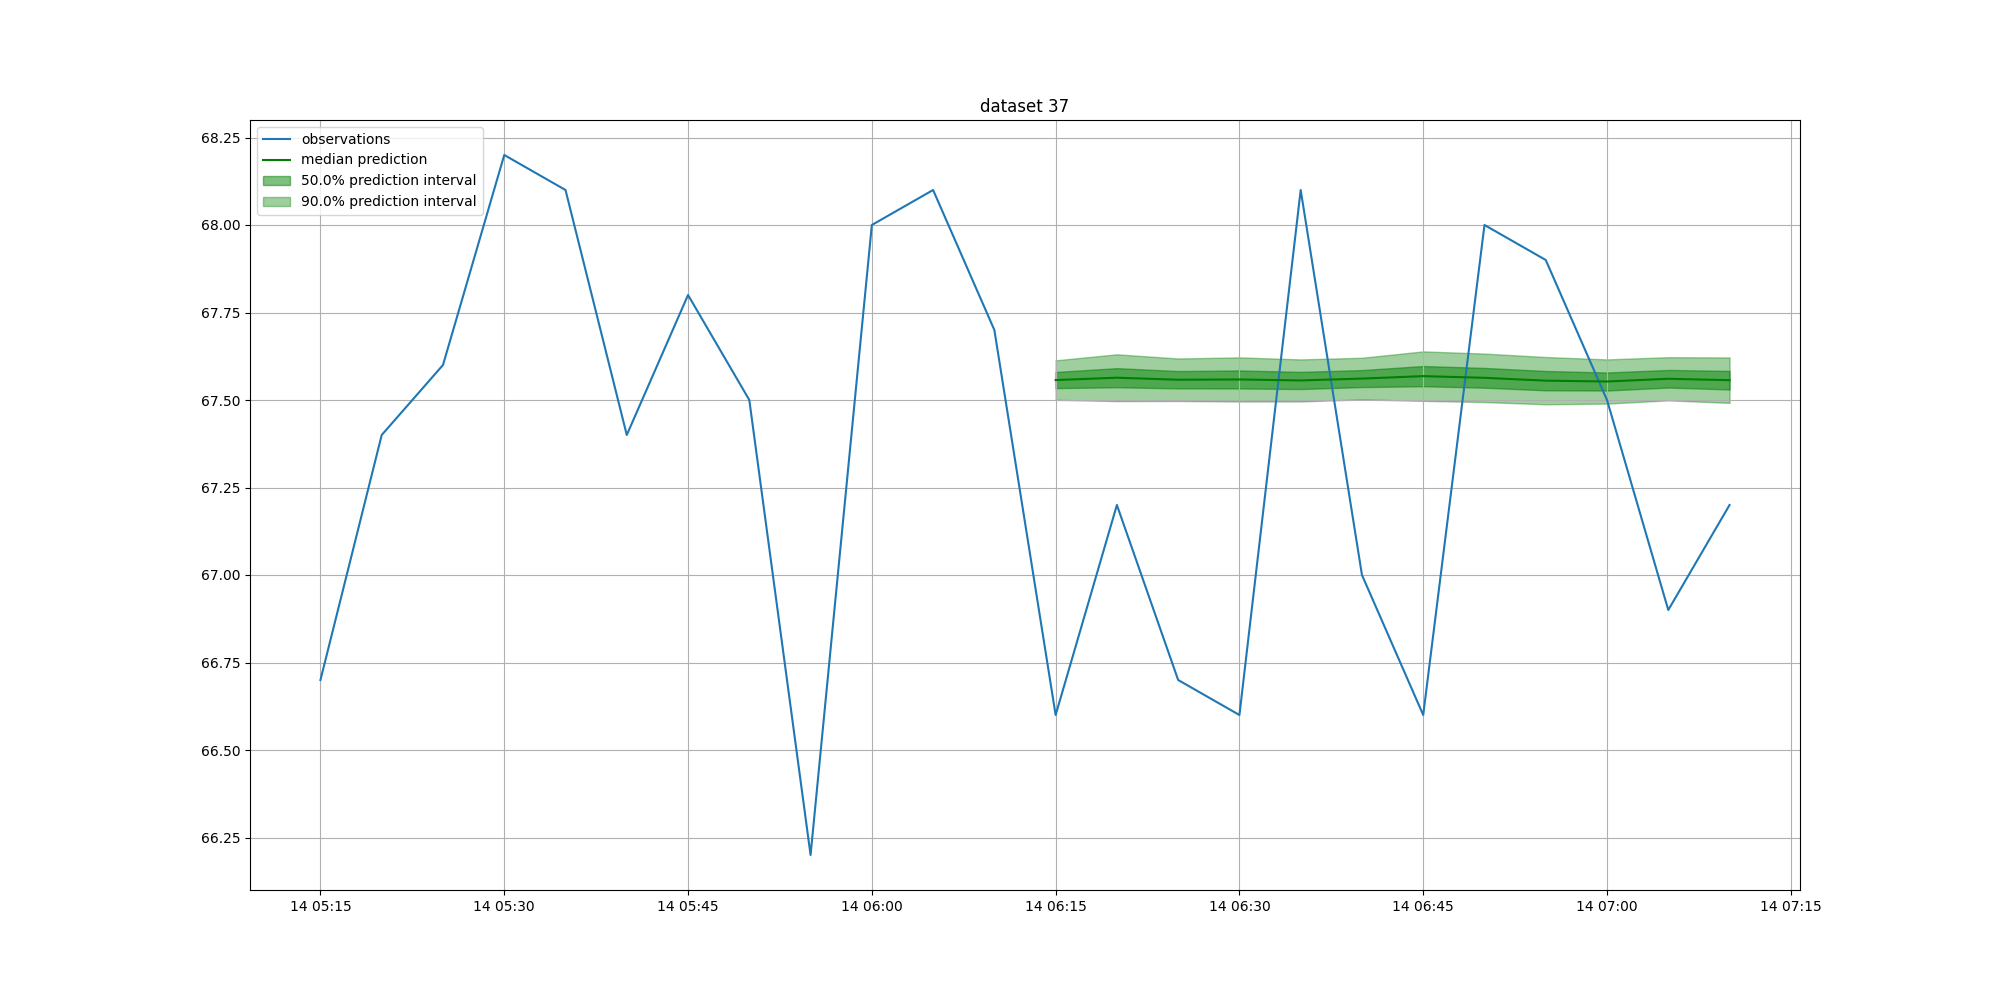 dataset 37
observations
median prediction
50.0% prediction interval
90.0% prediction interval
68.25
68.00
67.75
67.50
67.25
67.00
66.75
66.50
66.25
14 05:15 14 05:30 14 05:45 14 06:00 14 06:15 14 06:30 14 06:45 14 07:00 14 07:15